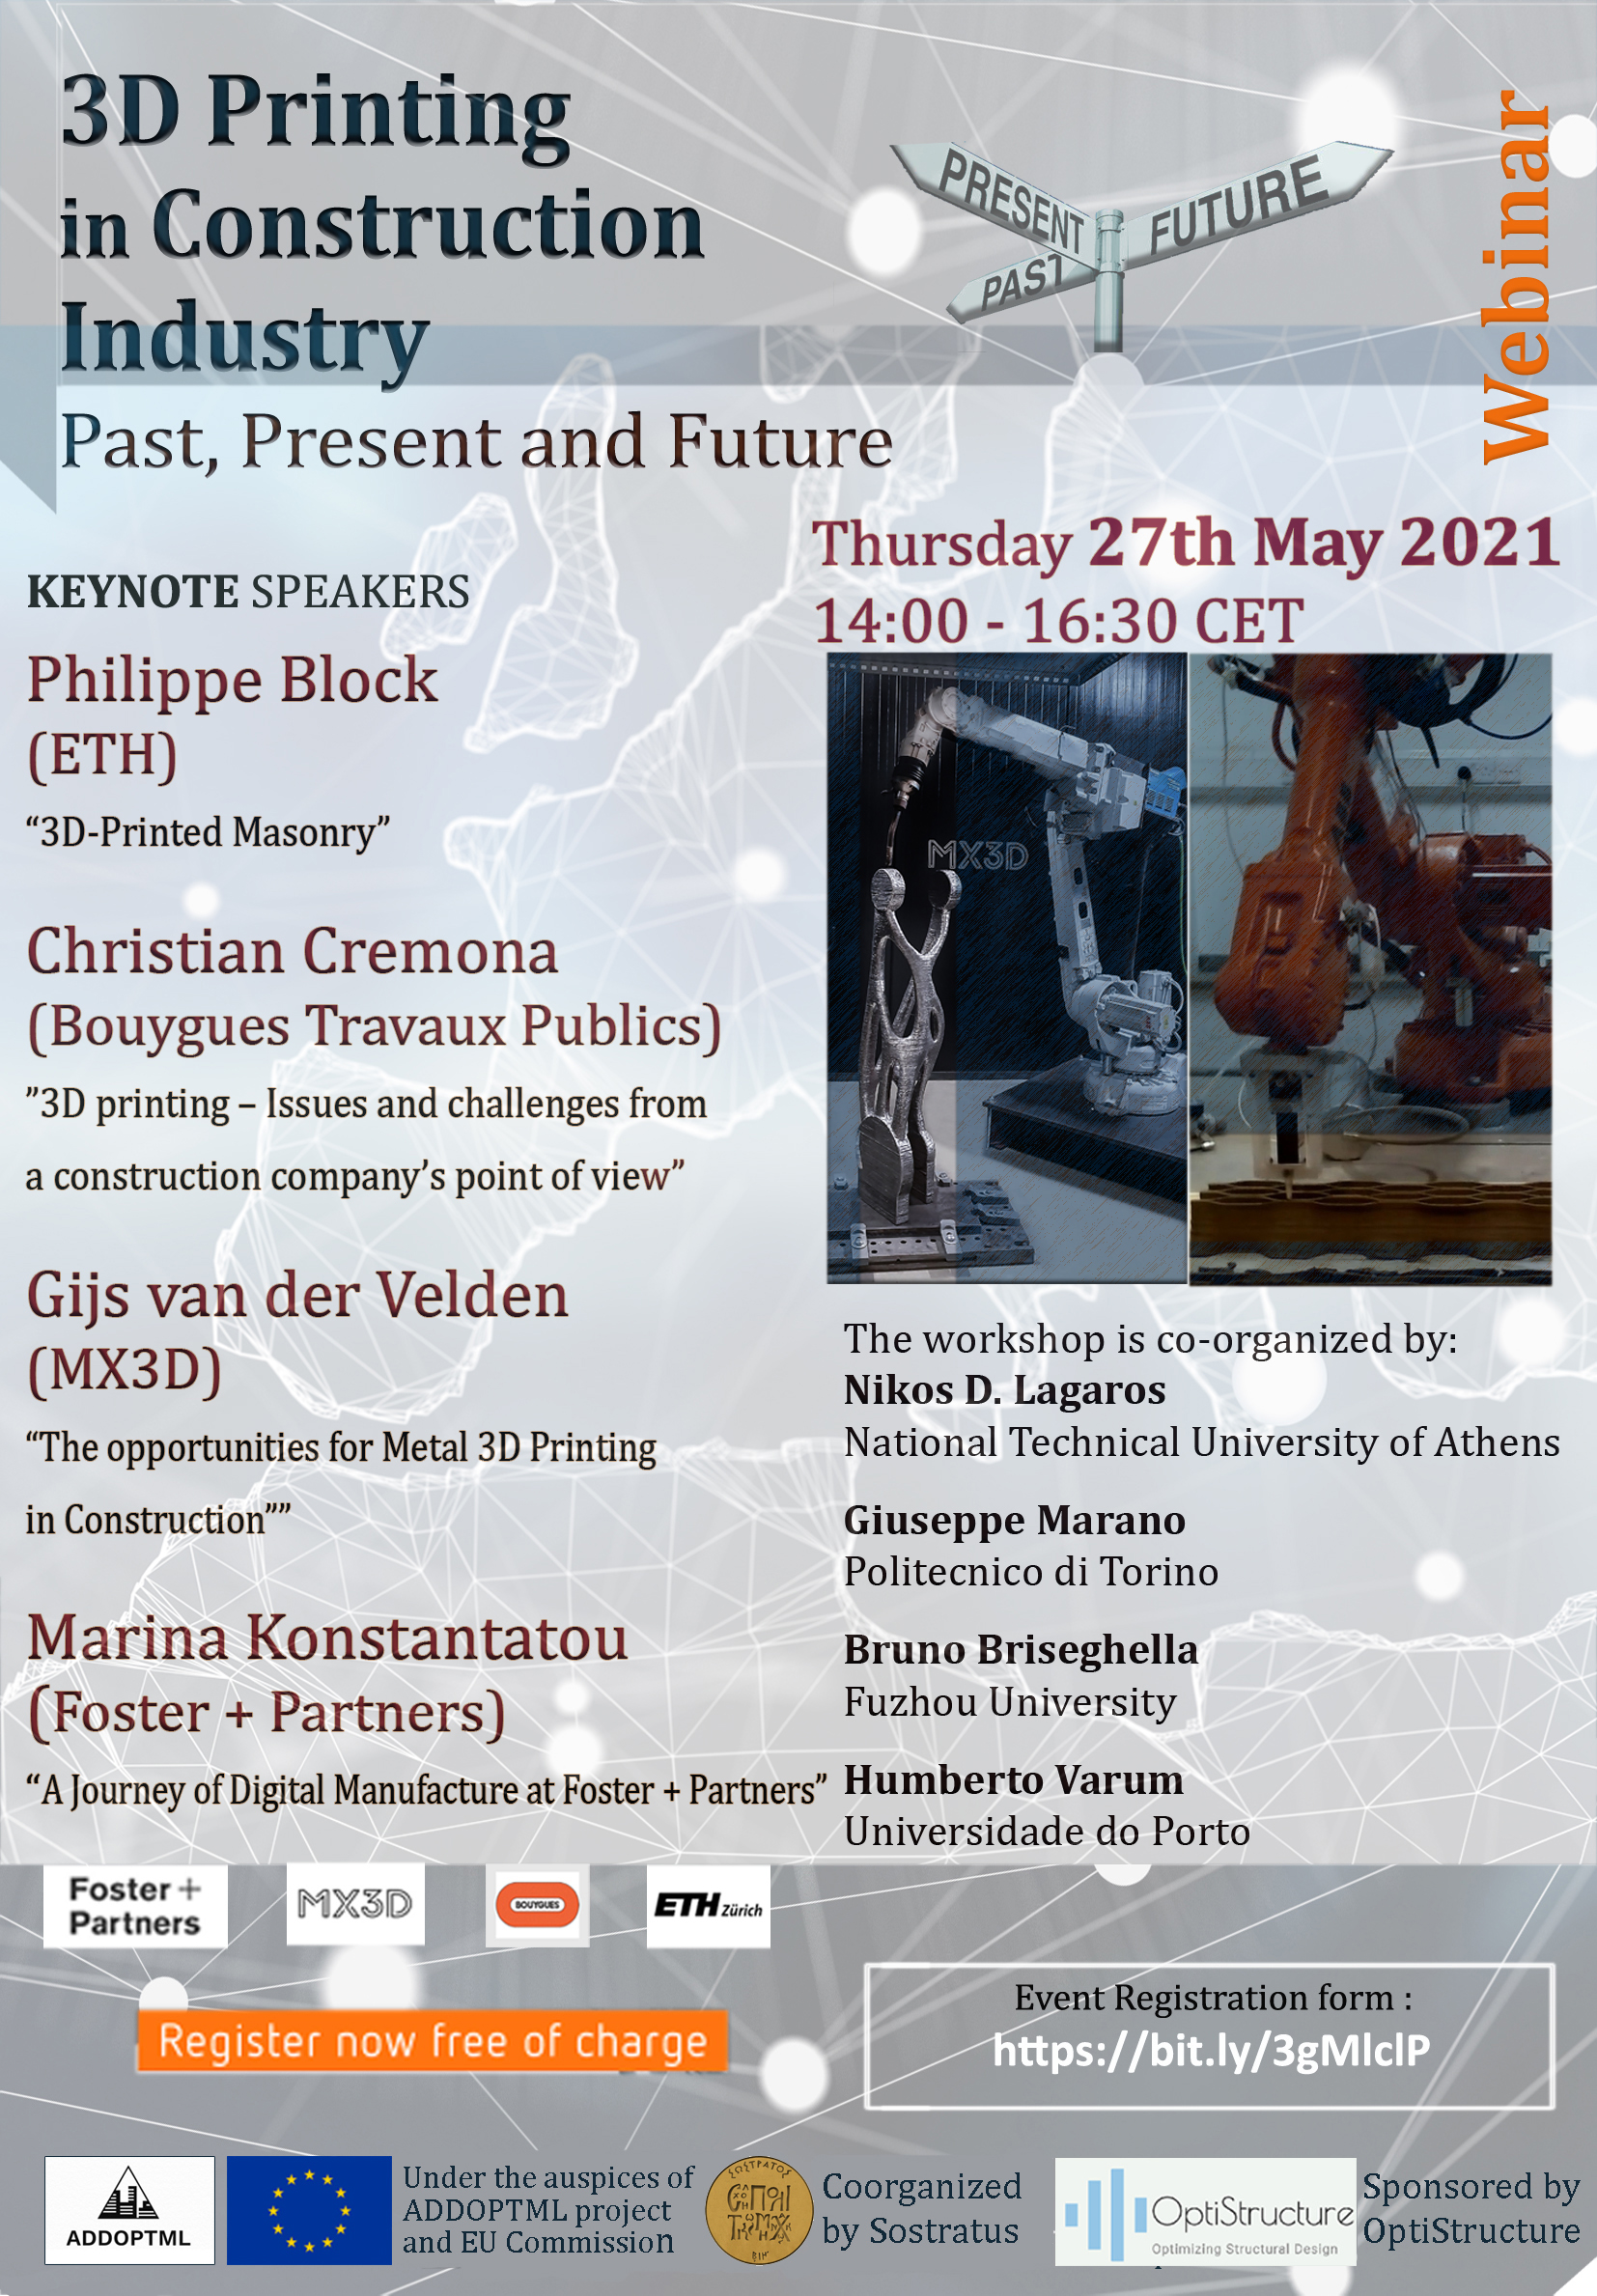 3D Printing
in Construction
Industry
Past, Present and Future
PRESENT
FUTURE
PAST
Webinar
Thursday 27th May 2021
14:00 - 16:30 CET
KEYNOTE SPEAKERS
Philippe Block
(ETH)
“3D-Printed Masonry”
Christian Cremona
(Bouygues Travaux Publics)
”3D printing – Issues and challenges from
a construction company’s point of view”
Gijs van der Velden
(MX3D)
“The opportunities for Metal 3D Printing
in Construction””
Marina Konstantatou
(Foster + Partners)
“A Journey of Digital Manufacture at Foster + Partners”
MX3D
The workshop is co-organized by:
Nikos D. Lagaros
National Technical University of Athens
Giuseppe Marano
Politecnico di Torino
Bruno Briseghella
Fuzhou University
Humberto Varum
Universidade do Porto
Foster +
Partners
MX3D
BOUYGUES
ETH Zürich
Register now free of charge
Event Registration form :
https://bit.ly/3gMlclP
ADDOPTML
Under the auspices of
ADDOPTML project
and EU Commission
ΣΩΣΤΡΑΤΟΣ
Coorganized
by Sostratus
OptiStructure
Optimizing Structural Design
Sponsored by
OptiStructure